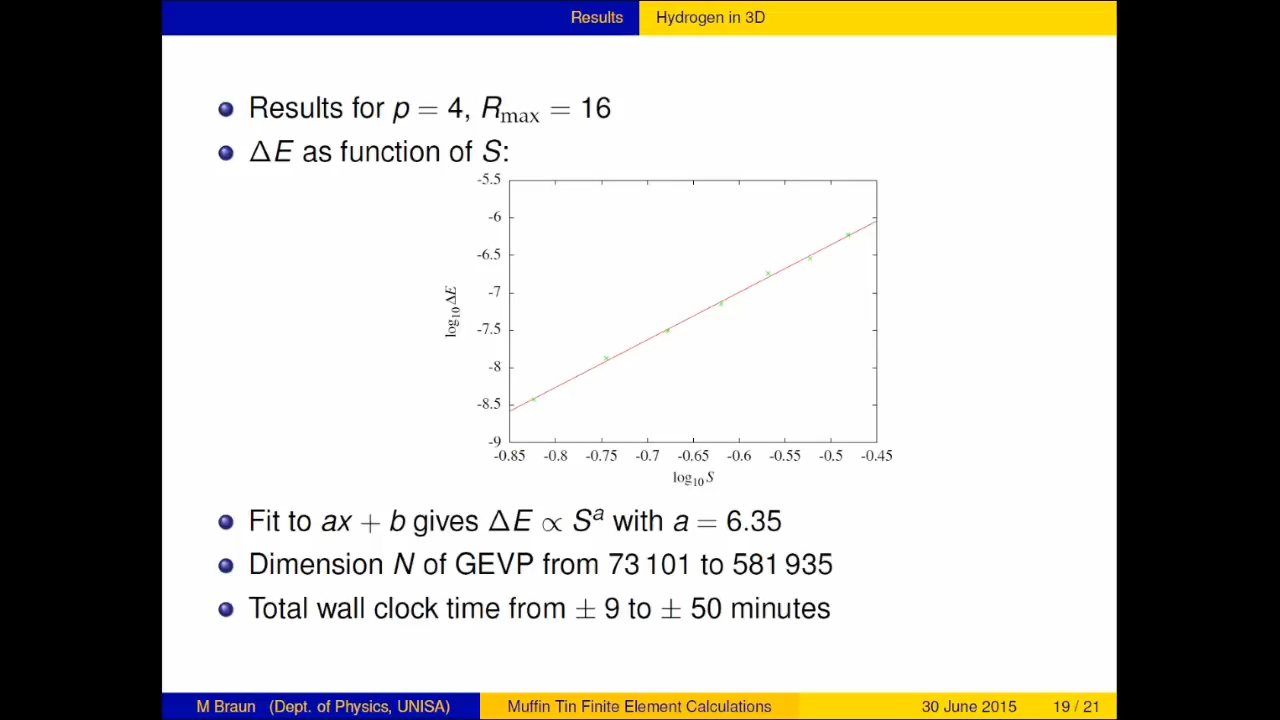 Results Hydrogen in 3D
Results for p = 4, Rmax = 16
ΔE as function of S:
-5.5
-6
-6.5
-7
-7.5
-8
-8.5
-9
log10 ΔE
-0.85 -0.8 -0.75 -0.7 -0.65 -0.6 -0.55 -0.5 -0.45
log10 S
Fit to ax + b gives ΔE ∝ S^a with a = 6.35
Dimension N of GEVP from 73 101 to 581 935
Total wall clock time from ± 9 to ± 50 minutes
M Braun (Dept. of Physics, UNISA) Muffin Tin Finite Element Calculations 30 June 2015 19 / 21